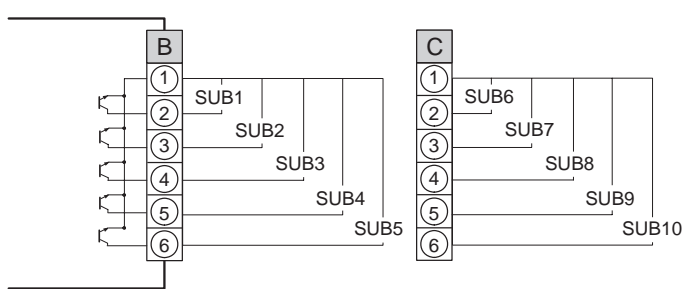 B
C
① ①
SUB1 SUB6
② ②
SUB2 SUB7
③ ③
SUB3 SUB8
④ ④
SUB4 SUB9
⑤ ⑤
SUB5 SUB10
⑥ ⑥